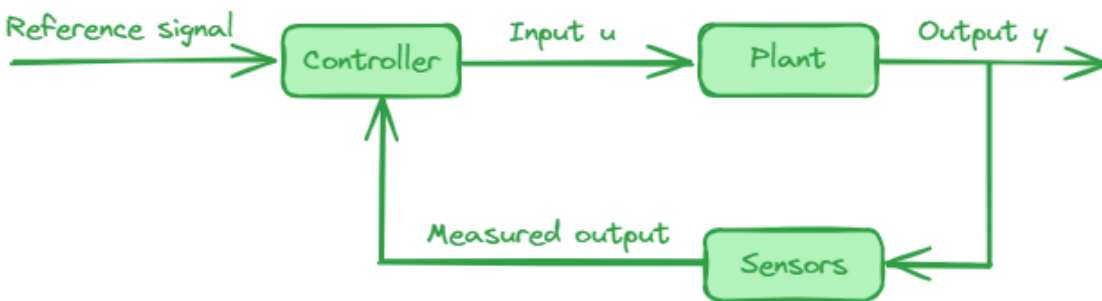 Reference signal
Controller
Input u
Plant
Output y
Measured output
Sensors